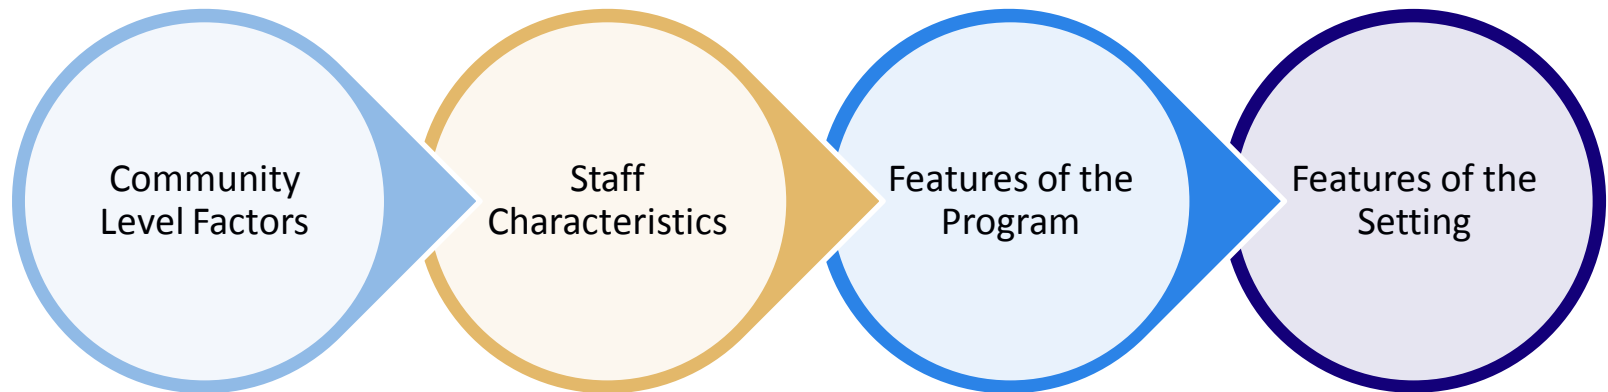 Community
Level Factors
Staff
Characteristics
Features of the
Program
Features of the
Setting